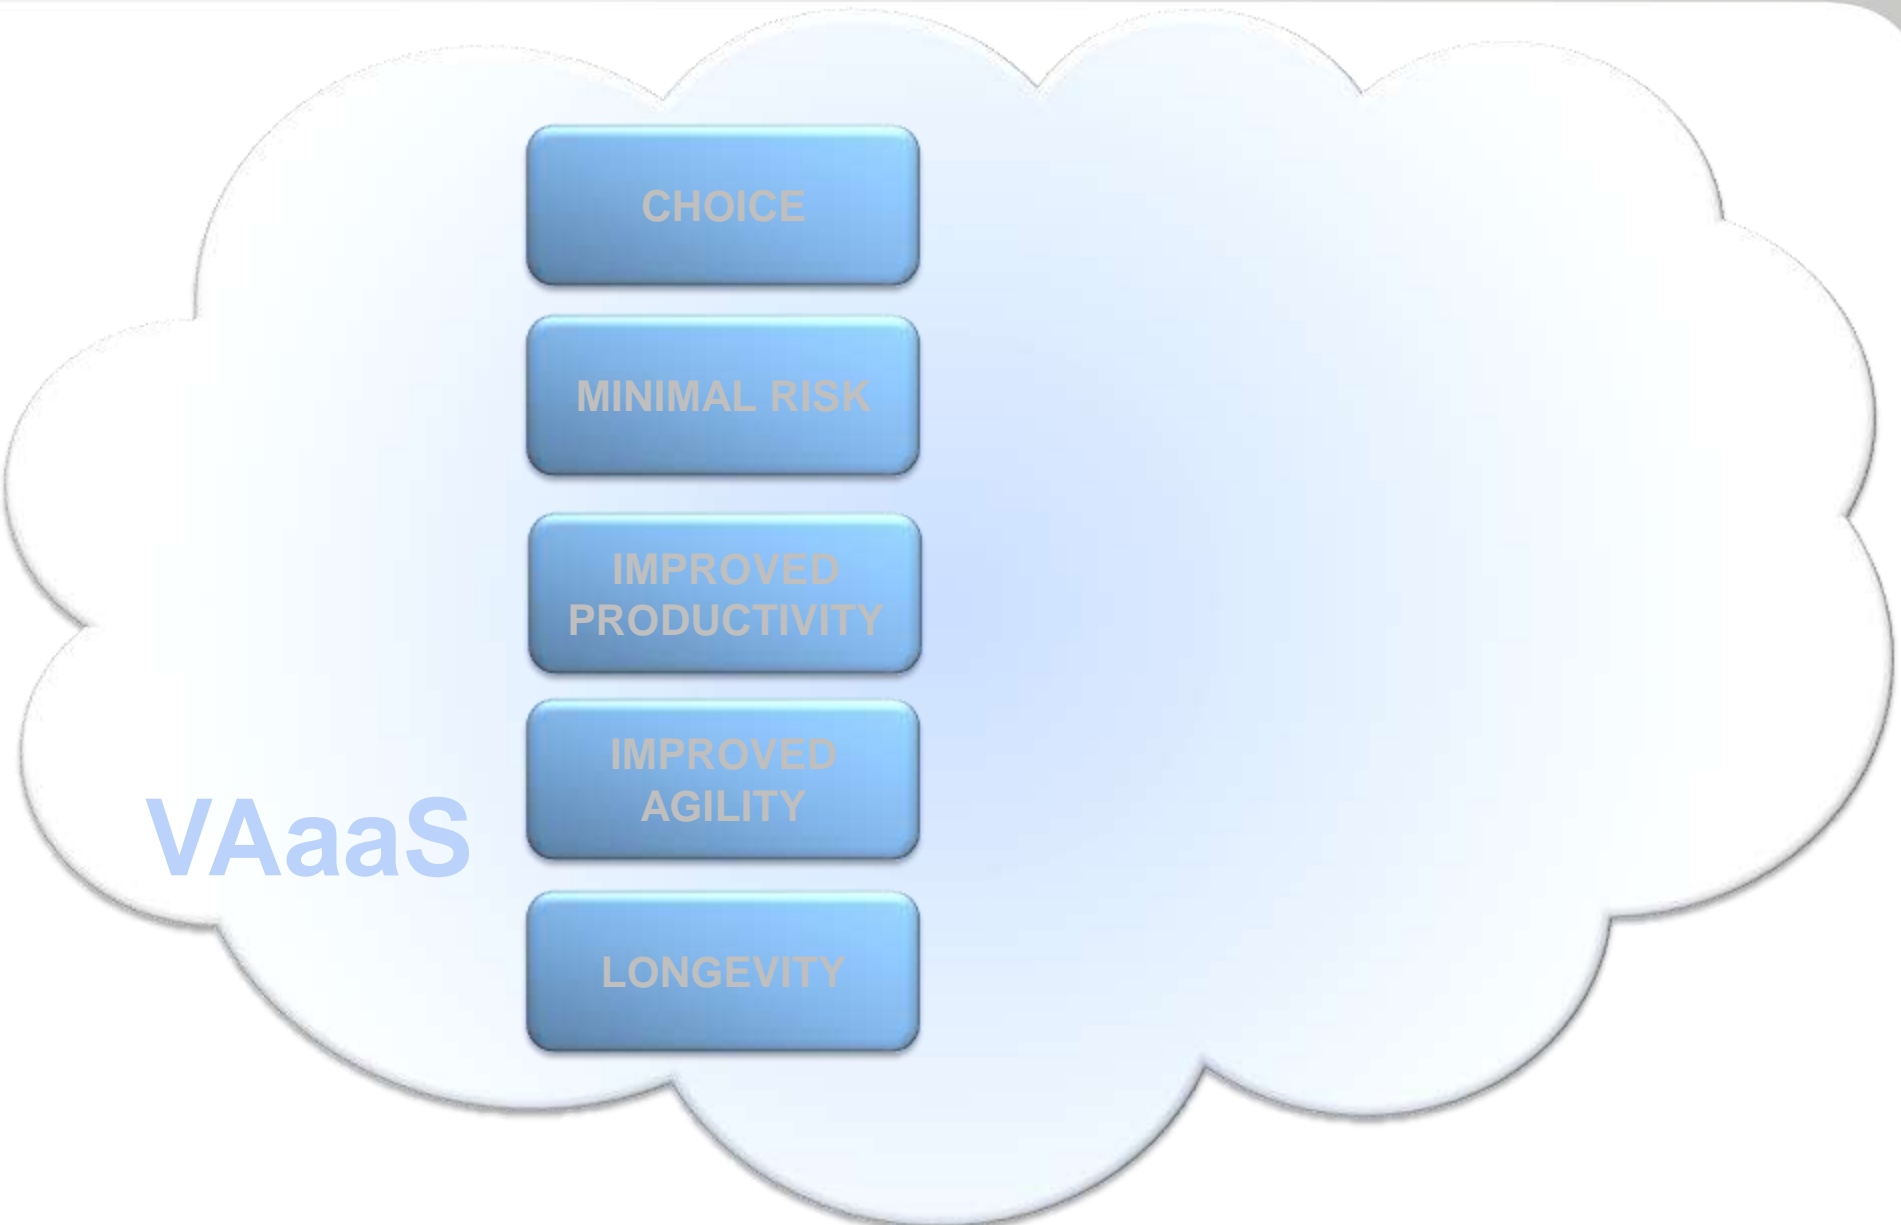 CHOICE
MINIMAL RISK
IMPROVED
PRODUCTIVITY
IMPROVED
AGILITY
VAaaS
LONGEVITY